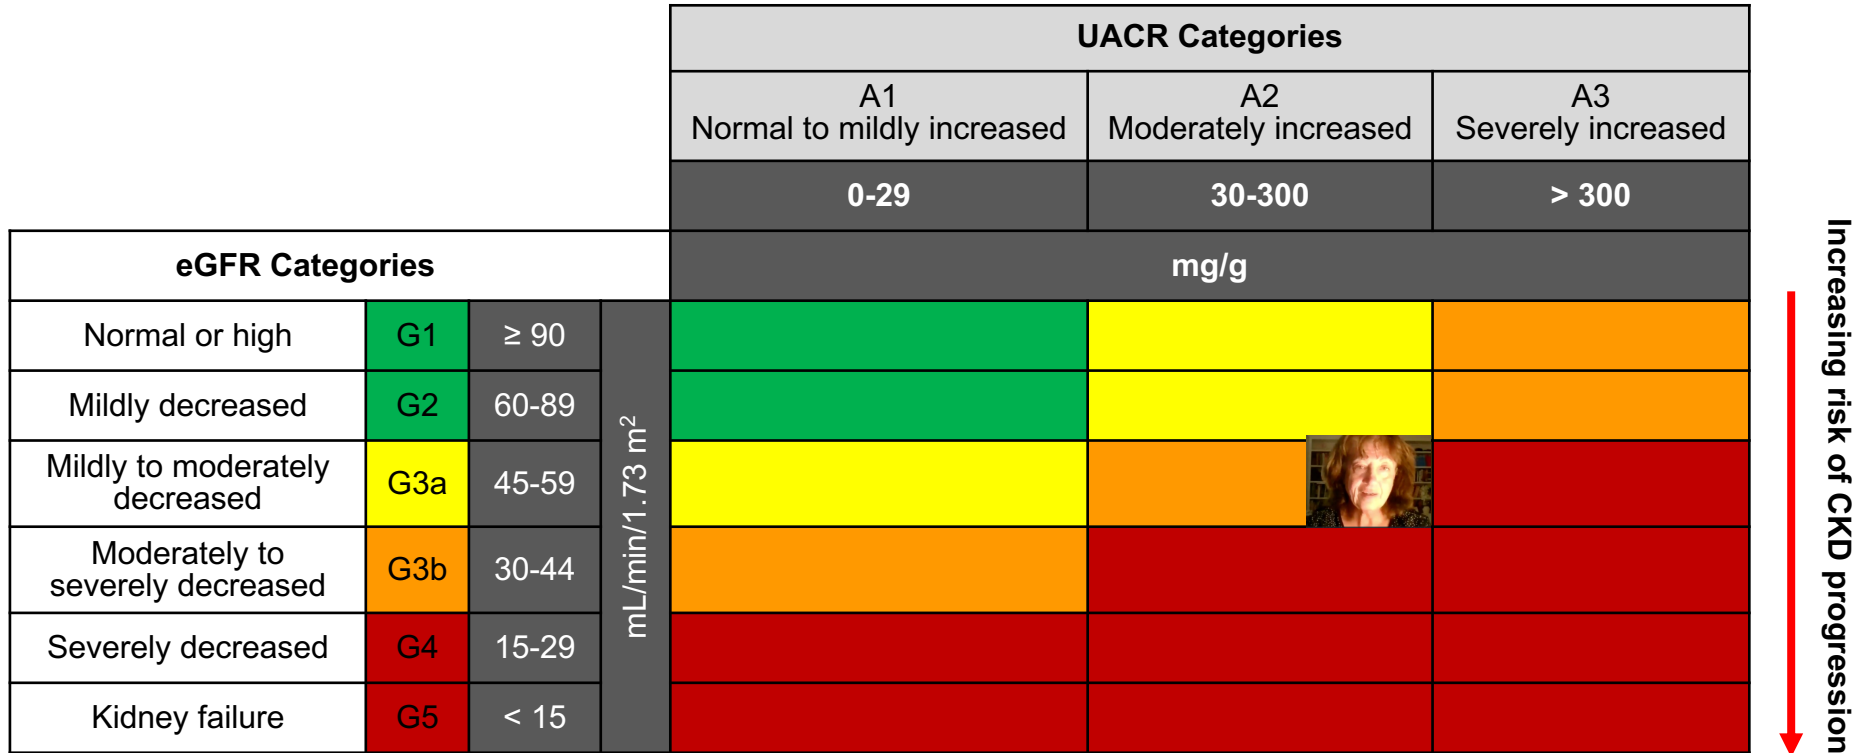 UACR Categories
A1
Normal to mildly increased
A2
Moderately increased
A3
Severely increased
0-29
30-300
> 300
eGFR Categories
mg/g
Normal or high
G1
≥ 90
Mildly decreased
G2
60-89
Mildly to moderately
decreased
G3a
45-59
Moderately to
severely decreased
G3b
30-44
Severely decreased
G4
15-29
Kidney failure
G5
< 15
mL/min/1.73 m²
Increasing risk of CKD progression